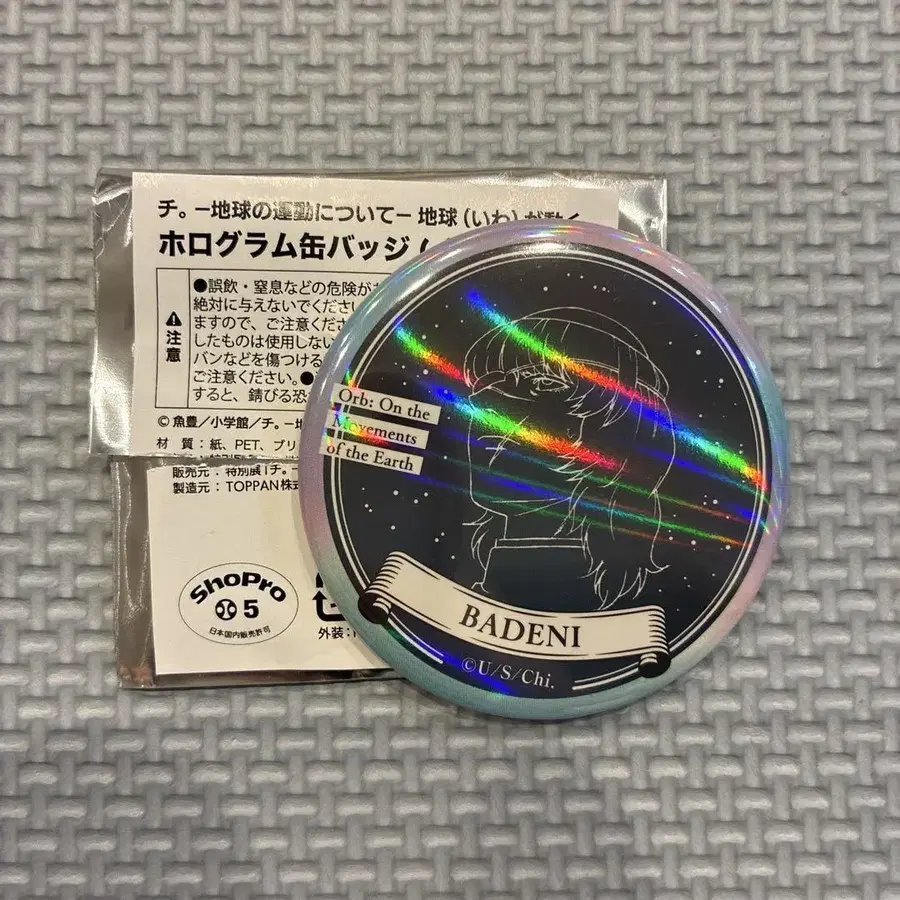 チ。ー地球の運動についてー 地球(いわ)が動く
ホログラム缶バッジ(
注意
●誤飲・窒息などの危険が
絶対に与えないでください
ますので、ご注意くださ
したものは使用しない
バンなどを傷つける
ご注意ください。●
すると、錆びる恐
© 魚豊/小学館/チ。ー地
材 質:紙、PET、ブリ
販売元:特別展「チ。ー
製造元:TOPPAN株式
ShoPro
5
日本国内販売許可
外装:
Orb: On the
Movements
of the Earth
BADENI
©U/S/Chi.